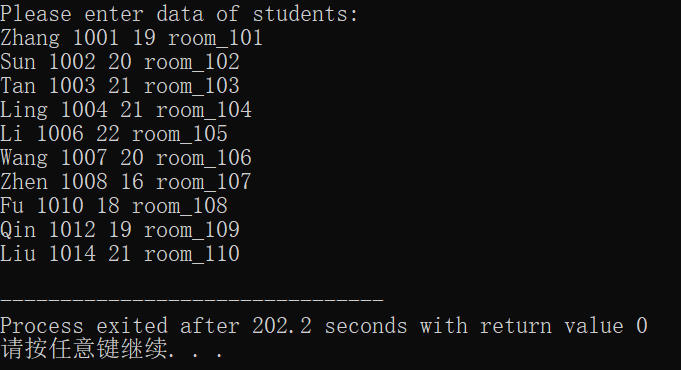 Please enter data of students:
Zhang 1001 19 room_101
Sun 1002 20 room_102
Tan 1003 21 room_103
Ling 1004 21 room_104
Li 1006 22 room_105
Wang 1007 20 room_106
Zhen 1008 16 room_107
Fu 1010 18 room_108
Qin 1012 19 room_109
Liu 1014 21 room_110
--------------------------------
Process exited after 202.2 seconds with return value 0
请按任意键继续. . .